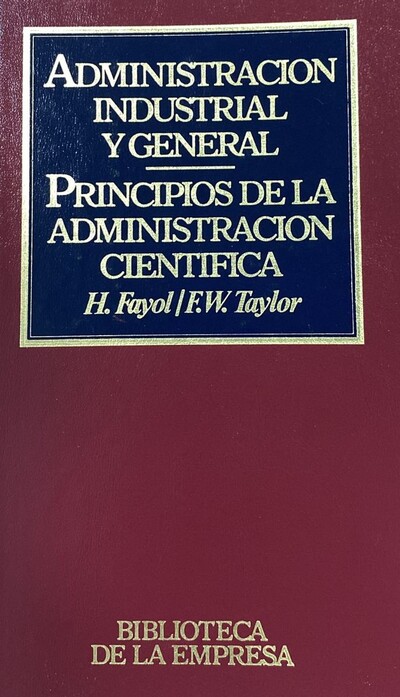 ADMINISTRACION
INDUSTRIAL
Y GENERAL
PRINCIPIOS DE LA
ADMINISTRACION
CIENTIFICA
H. Fayol/F.W. Taylor
BIBLIOTECA
DE LA EMPRESA